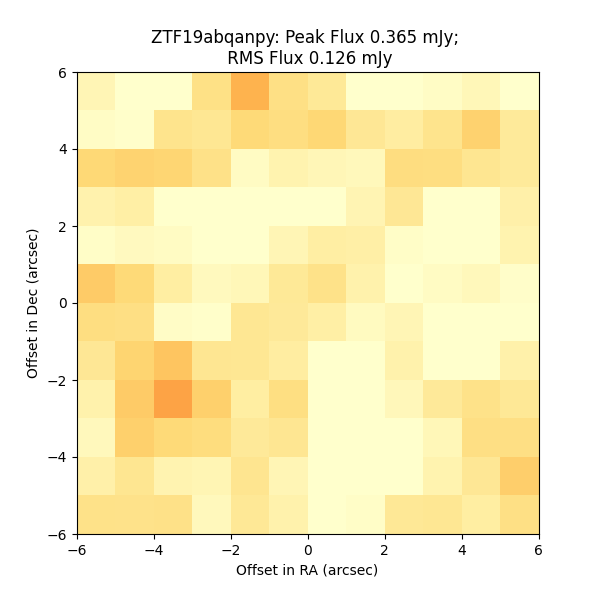 ZTF19abqanpy: Peak Flux 0.365 mJy;
RMS Flux 0.126 mJy
6
4
2
0
−2
−4
−6
Offset in Dec (arcsec)
−6 −4 −2 0 2 4 6
Offset in RA (arcsec)